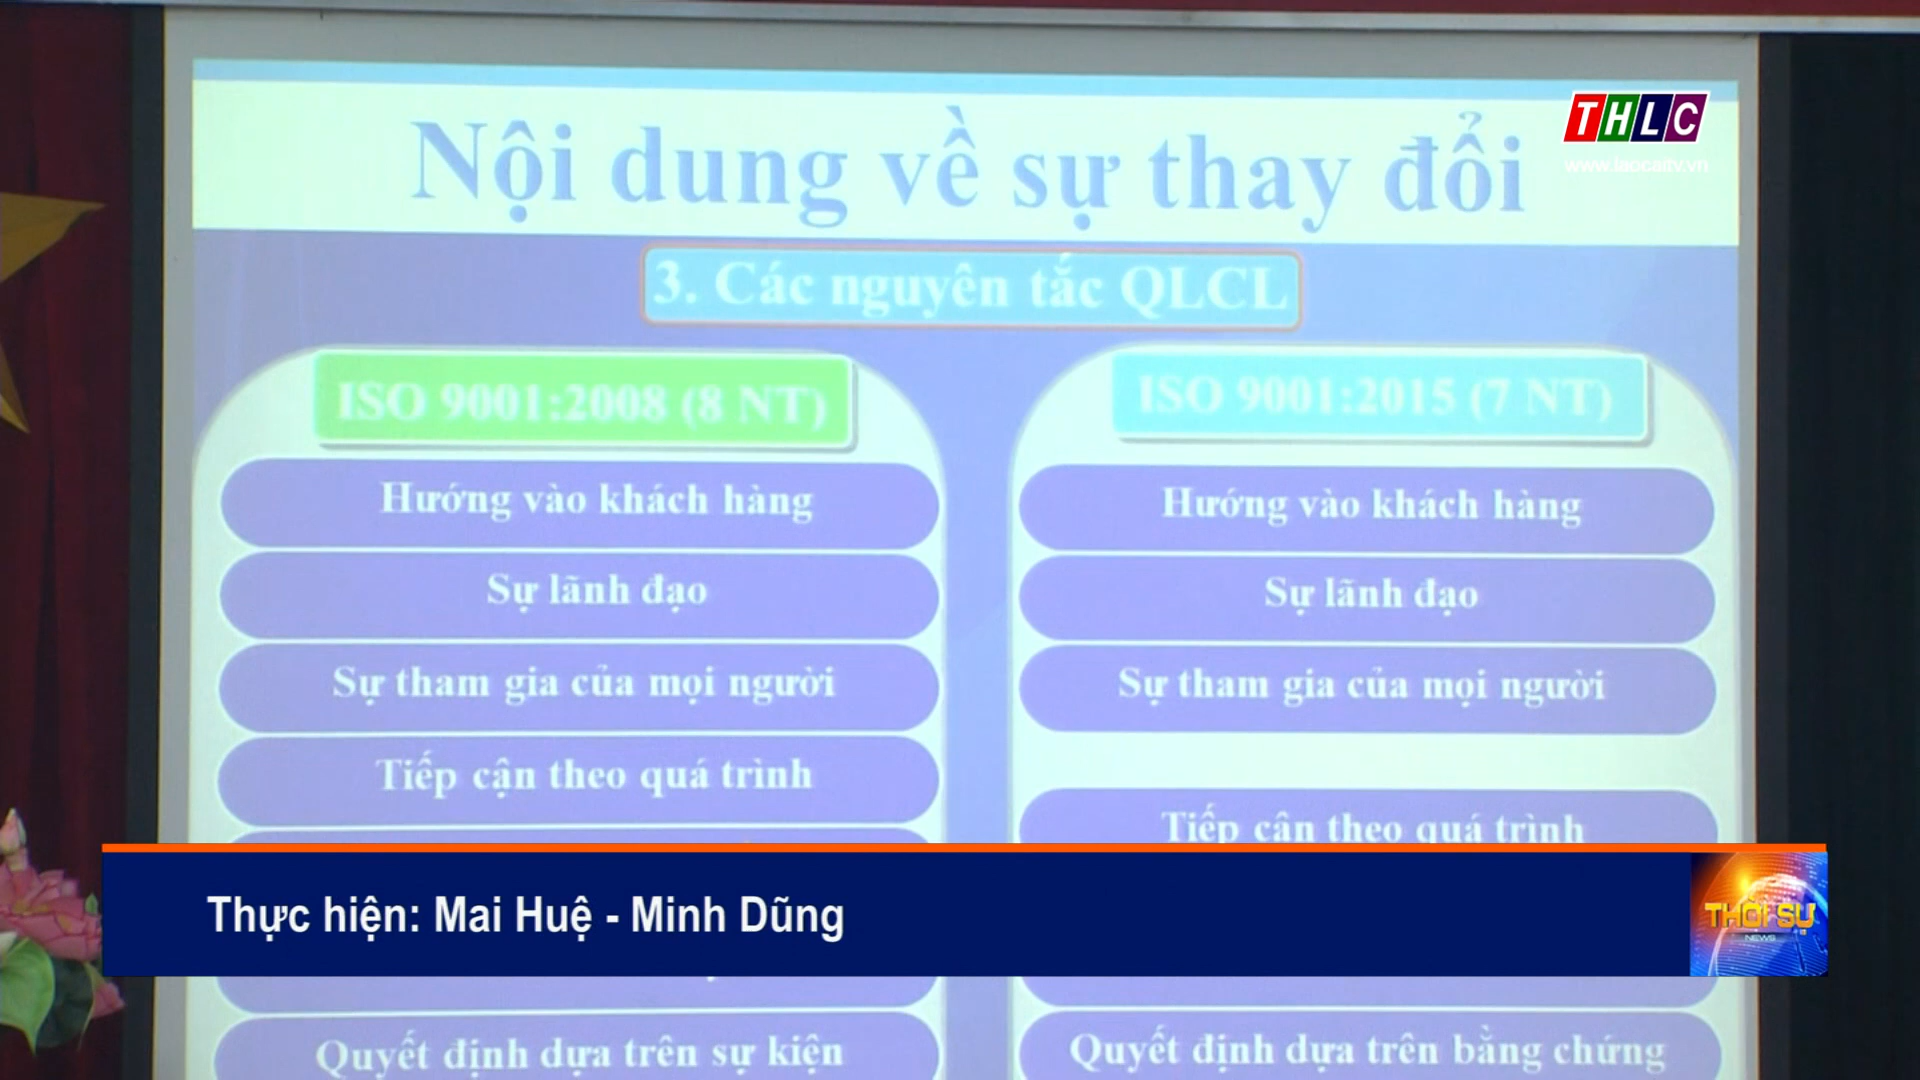 Nội dung về sự thay đổi
THLC
www.laocaitv.vn
3. Các nguyên tắc QLCL
ISO 9001:2008 (8 NT)
Hướng vào khách hàng
Sự lãnh đạo
Sự tham gia của mọi người
Tiếp cận theo quá trình
ISO 9001:2015 (7 NT)
Hướng vào khách hàng
Sự lãnh đạo
Sự tham gia của mọi người
Tiếp cận theo quá trình
Thực hiện: Mai Huệ - Minh Dũng
THỜI SỰ
NEWS
Quyết định dựa trên sự kiện
Quyết định dựa trên bằng chứng